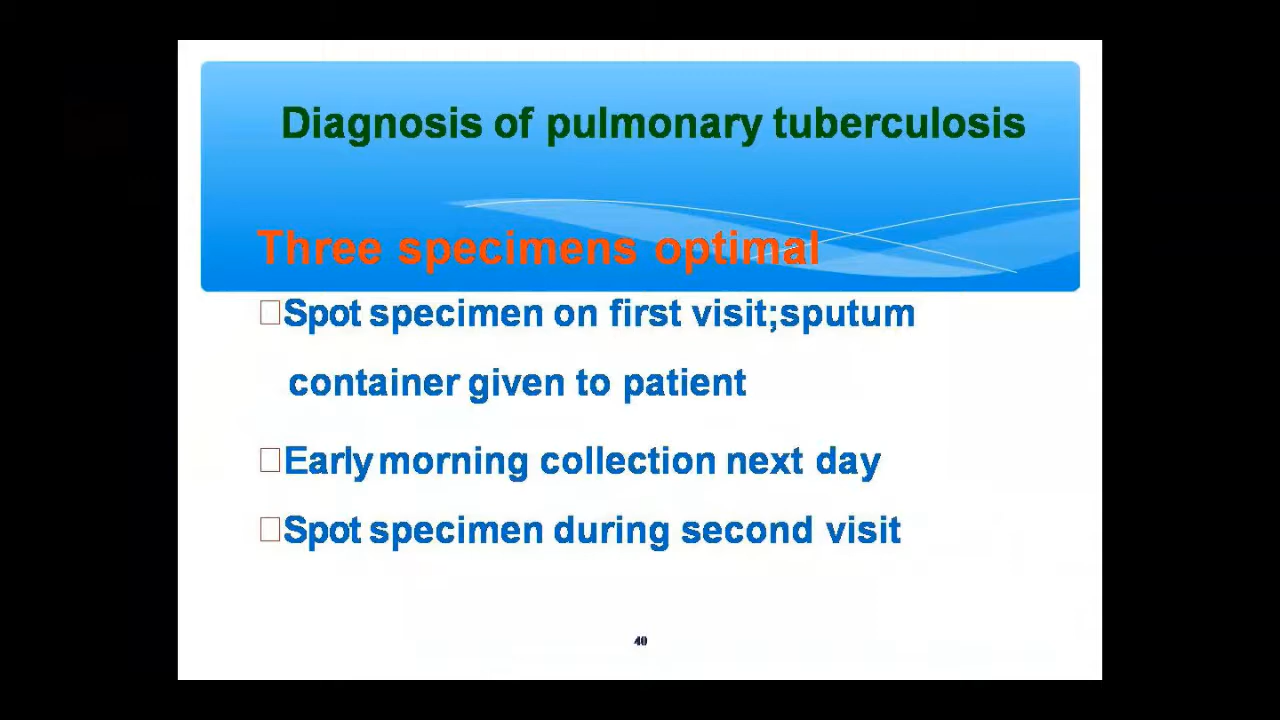 Diagnosis of pulmonary tuberculosis
Three specimens optimal
Spot specimen on first visit;sputum
container given to patient
Early morning collection next day
Spot specimen during second visit
40